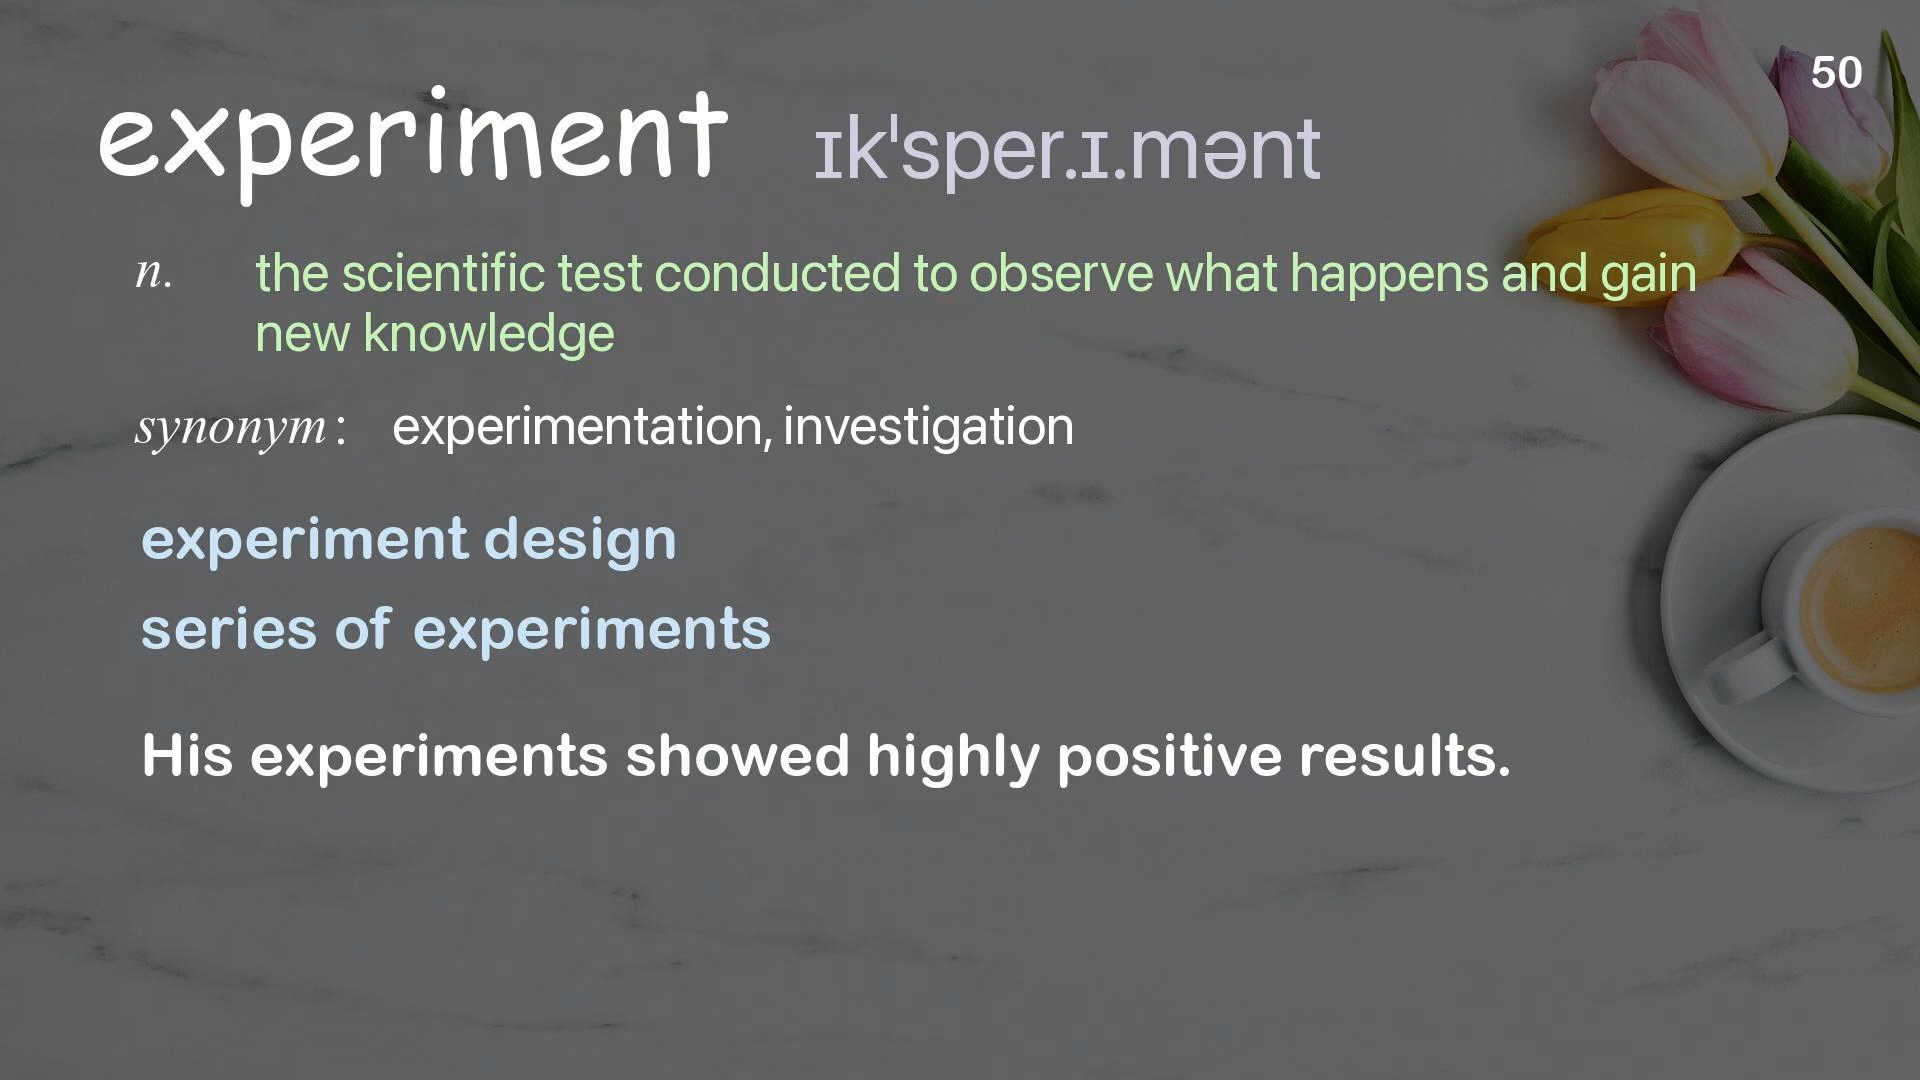 50
experiment ɪkˈsper.ɪ.mənt
n. the scientific test conducted to observe what happens and gain
new knowledge
synonym : experimentation, investigation
experiment design
series of experiments
His experiments showed highly positive results.